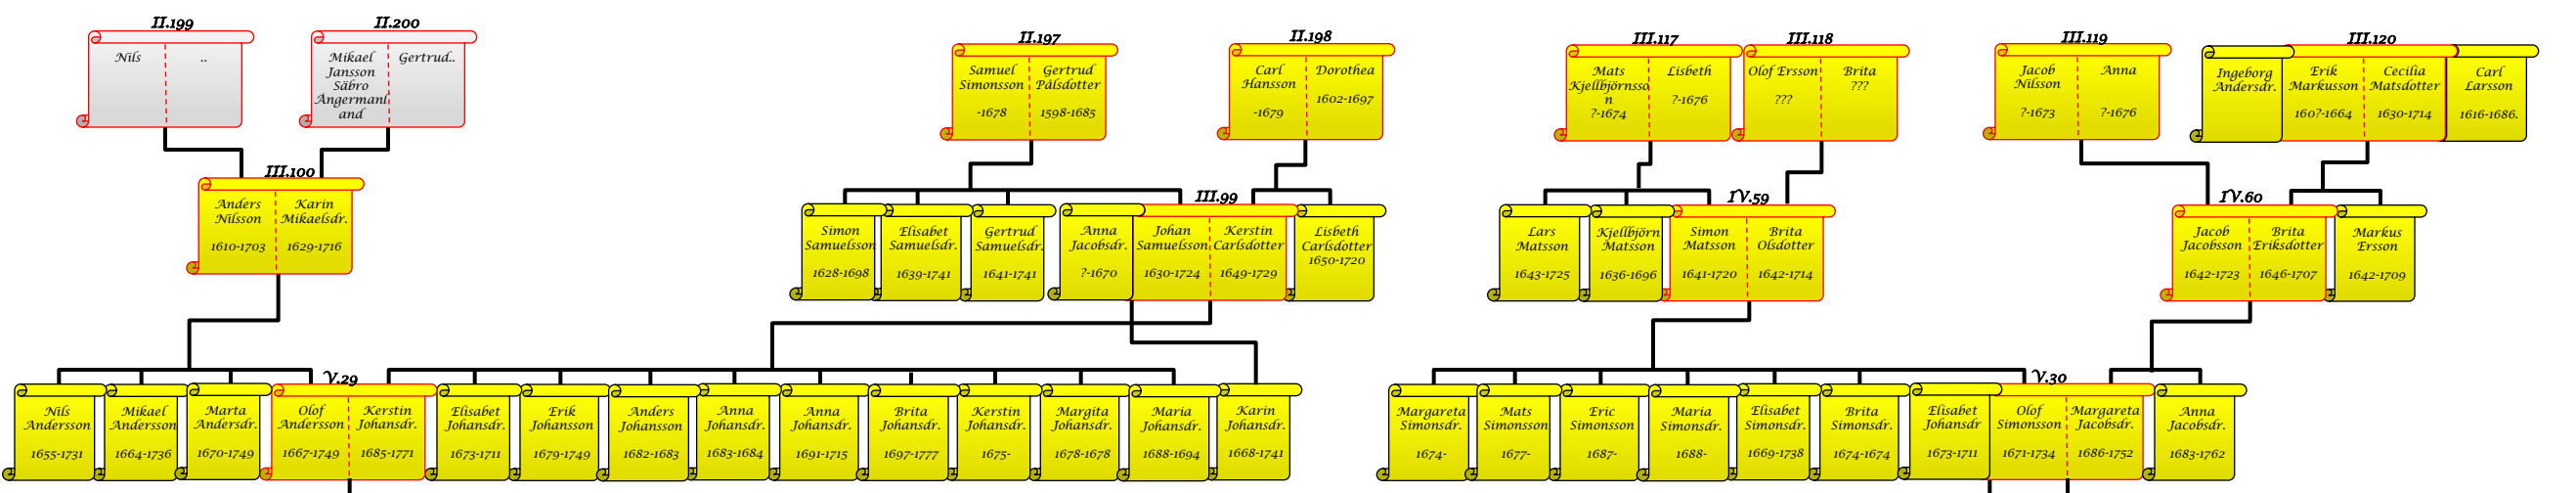 II.199
Nils
..
II.200
Mikael
Jansson
Säbro
Ångermanl
and
Gertrud..
II.197
Samuel
Simonsson
-1678
Gertrud
Pålsdotter
1598-1685
II.198
Carl
Hansson
-1679
Dorothea
1602-1697
III.117
Mats
Kjellbjörnsso
n
?-1674
Lisbeth
?-1676
III.118
Olof Ersson
???
Brita
???
III.119
Jacob
Nilsson
?-1673
Anna
?-1676
III.120
Ingeborg
Andersdr.
Erik
Markusson
160?-1664
Cecilia
Matsdotter
1630-1714
Carl
Larsson
1616-1686.
III.100
Anders
Nilsson
1610-1703
Karin
Mikaelsdr.
1629-1716
Simon
Samuelsson
1628-1698
Elisabet
Samuelsdr.
1639-1741
Gertrud
Samuelsdr.
1641-1741
III.99
Anna
Jacobsdr.
?-1670
Johan
Samuelsson
1630-1724
Kerstin
Carlsdotter
1649-1729
Lisbeth
Carlsdotter
1650-1720
Lars
Matsson
1643-1725
Kjellbjörn
Matsson
1636-1696
IV.59
Simon
Matsson
1641-1720
Brita
Olsdotter
1642-1714
IV.60
Jacob
Jacobsson
1642-1723
Brita
Eriksdotter
1646-1707
Markus
Ersson
1642-1709
Nils
Andersson
1655-1731
Mikael
Andersson
1664-1736
Marta
Andersdr.
1670-1749
V.29
Olof
Andersson
1667-1749
Kerstin
Johansdr.
1685-1771
Elisabet
Johansdr.
1673-1711
Erik
Johansson
1679-1749
Anders
Johansson
1682-1683
Anna
Johansdr.
1683-1684
Anna
Johansdr.
1691-1715
Brita
Johansdr.
1697-1777
Kerstin
Johansdr.
1675-
Margita
Johansdr.
1678-1678
Maria
Johansdr.
1688-1694
Karin
Johansdr.
1668-1741
Margareta
Simonsdr.
1674-
Mats
Simonsson
1677-
Eric
Simonsson
1687-
Maria
Simonsdr.
1688-
Elisabet
Simonsdr.
1669-1738
Brita
Simonsdr.
1674-1674
V.30
Elisabet
Johansdr
1673-1711
Olof
Simonsson
1671-1734
Margareta
Jacobsdr.
1686-1752
Anna
Jacobsdr.
1683-1762